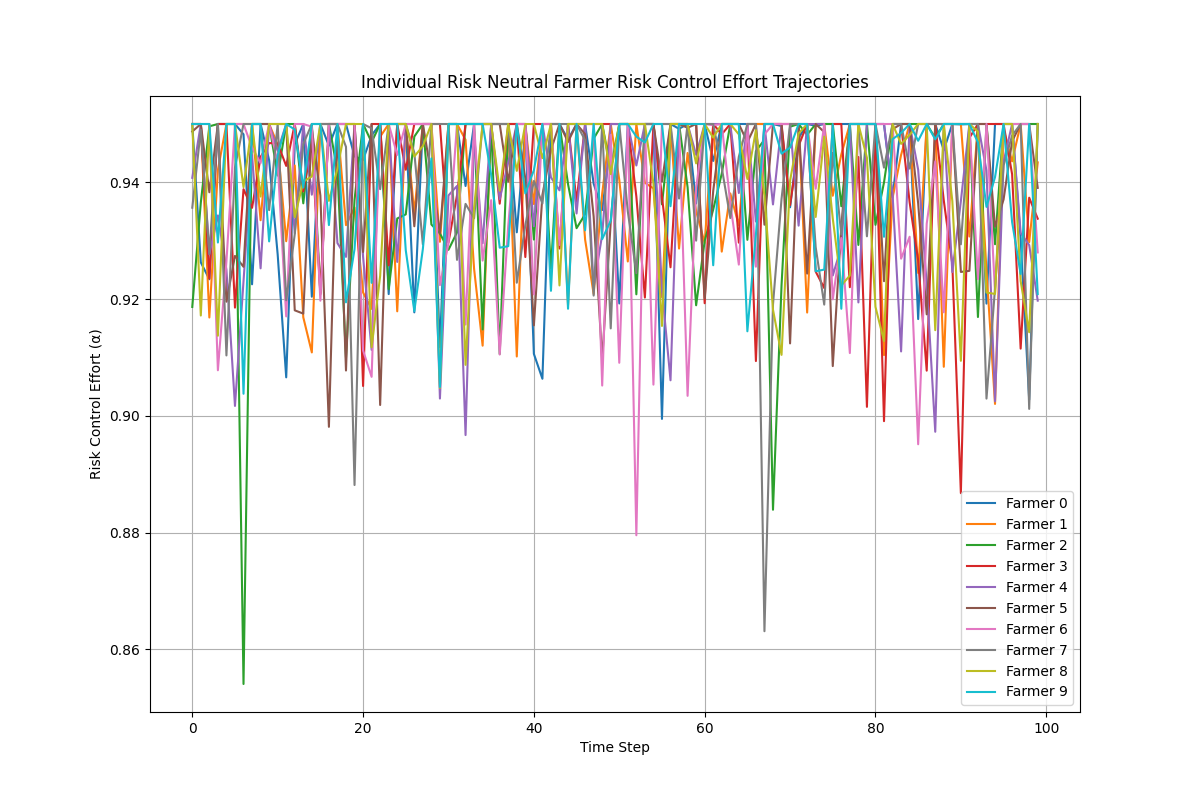 Individual Risk Neutral Farmer Risk Control Effort Trajectories
Risk Control Effort (α)
0.94
0.92
0.90
0.88
0.86
0
20
40
60
80
100
Time Step
Farmer 0
Farmer 1
Farmer 2
Farmer 3
Farmer 4
Farmer 5
Farmer 6
Farmer 7
Farmer 8
Farmer 9